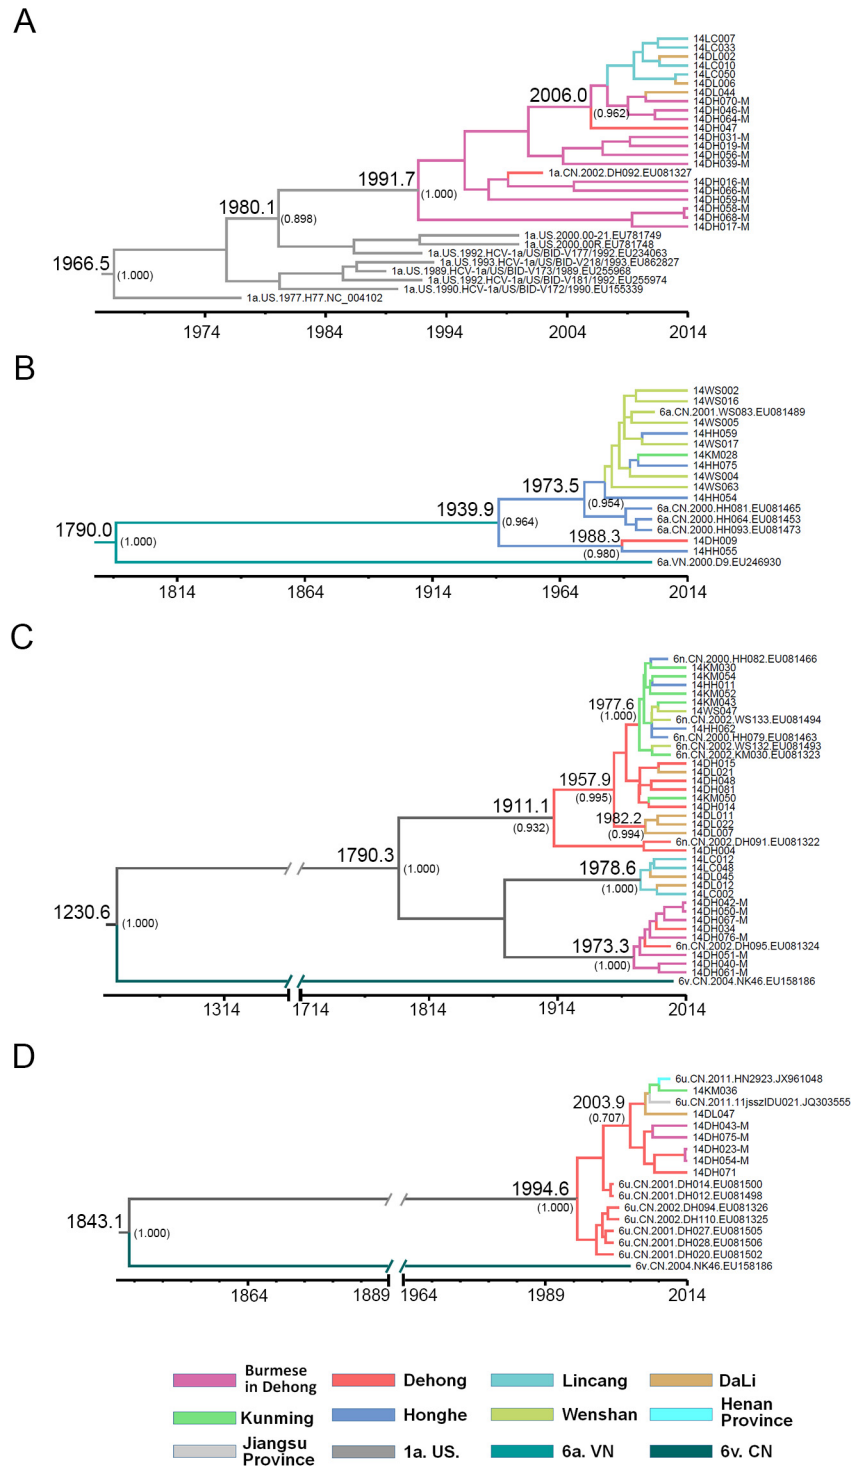 A
14LC007
14LC033
14DL002
14LC010
14LC050
14DL006
2006.0
14DL044
14DH070-M
(0.962)
14DH046-M
14DH064-M
14DH047
14DH031-M
14DH019-M
14DH056-M
14DH039-M
1991.7
1a.CN.2002.DH092.EU081327
14DH016-M
(1.000)
14DH066-M
14DH059-M
1980.1
14DH058-M
(0.898)
14DH068-M
14DH017-M
1a.US.2000.00-21.EU781749
1a.US.2000.00R.EU781748
1a.US.1992.HCV-1a/US/BID-V177/1992.EU234063
1966.5
1a.US.1993.HCV-1a/US/BID-V218/1993.EU862827
(1.000)
1a.US.1989.HCV-1a/US/BID-V173/1989.EU255968
1a.US.1992.HCV-1a/US/BID-V181/1992.EU255974
1a.US.1990.HCV-1a/US/BID-V172/1990.EU155339
1a.US.1977.H77.NC_004102
1974 1984 1994 2004 2014
B
14WS002
14WS016
6a.CN.2001.WS083.EU081489
14WS005
14HH059
14WS017
14KM028
14HH075
14WS004
1973.5
14WS063
14HH054
(0.954)
1939.9
6a.CN.2000.HH081.EU081465
(0.964)
6a.CN.2000.HH064.EU081453
1790.0
6a.CN.2000.HH093.EU081473
1988.3
(1.000)
14DH009
(0.980)
14HH055
6a.VN.2000.D9.EU246930
1814 1864 1914 1964 2014
C
6n.CN.2000.HH082.EU081466
14KM030
14KM054
14HH011
14KM052
14KM043
1977.6
14WS047
(1.000)
6n.CN.2002.WS133.EU081494
14HH062
6n.CN.2000.HH079.EU081463
6n.CN.2002.WS132.EU081493
6n.CN.2002.KM030.EU081323
14DH015
14DL021
1957.9
14DH048
14DH081
(0.995)
14KM050
1911.1
14DH014
(0.932)
14DL011
1982.2
14DL022
(0.994)
14DL007
6n.CN.2002.DH091.EU081322
14DH004
1790.3
14LC012
(1.000)
14LC048
1978.6
14DL045
(1.000)
14DL012
14LC002
14DH042-M
1230.6
14DH050-M
(1.000)
14DH067-M
14DH034
14DH076-M
1973.3
6n.CN.2002.DH095.EU081324
(1.000)
14DH051-M
14DH040-M
14DH061-M
6v.CN.2004.NK46.EU158186
1314 1714 1814 1914 2014
D
6u.CN.2011.HN2923.JX961048
14KM036
2003.9
6u.CN.2011.11jsszIDU021.JQ303555
(0.707)
14DL047
14DH043-M
14DH075-M
14DH023-M
14DH054-M
14DH071
1994.6
6u.CN.2001.DH014.EU081500
(1.000)
6u.CN.2001.DH012.EU081498
6u.CN.2002.DH094.EU081326
1843.1
6u.CN.2002.DH110.EU081325
(1.000)
6u.CN.2001.DH027.EU081505
6u.CN.2001.DH028.EU081506
6u.CN.2001.DH020.EU081502
6v.CN.2004.NK46.EU158186
1864 1889 1964 1989 2014
Burmese
in Dehong
Dehong
Lincang
DaLi
Kunming
Honghe
Wenshan
Henan
Province
Jiangsu
Province
1a. US.
6a. VN
6v. CN